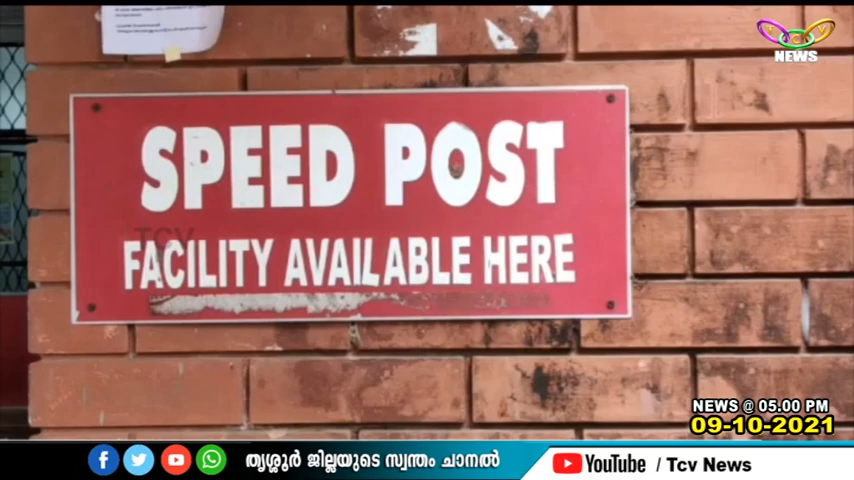 TCV
NEWS
SPEED POST
TCV
FACILITY AVAILABLE HERE
NEWS @ 05.00 PM
09-10-2021
തൃശ്ശൂർ ജില്ലയുടെ സ്വന്തം ചാനൽ
YouTube / Tcv News